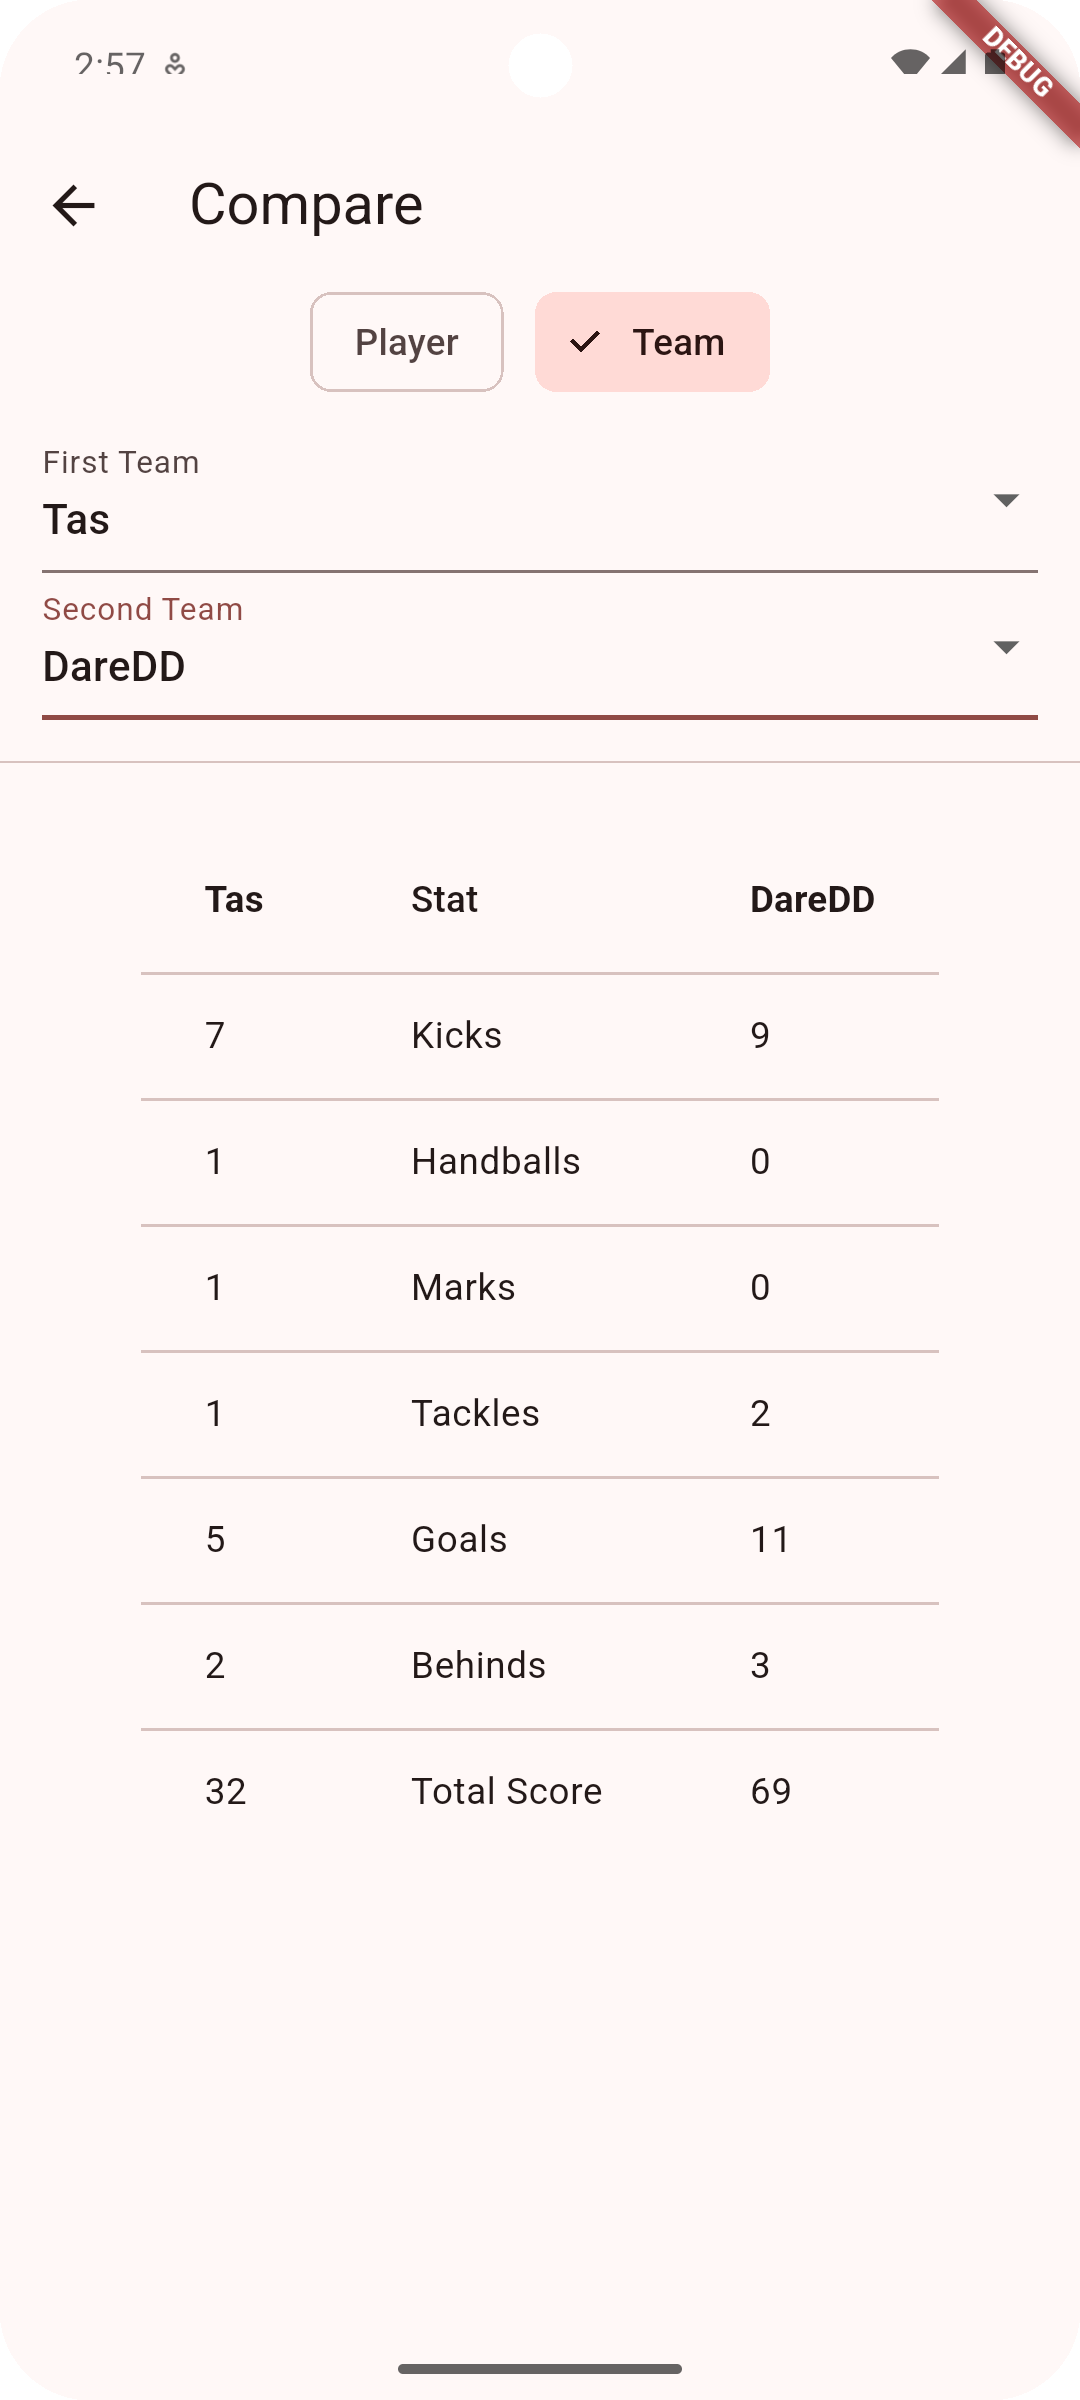 2:57
DEBUG
Compare
Player
Team
First Team
Tas
Second Team
DareDD
Tas Stat DareDD
7 Kicks 9
1 Handballs 0
1 Marks 0
1 Tackles 2
5 Goals 11
2 Behinds 3
32 Total Score 69